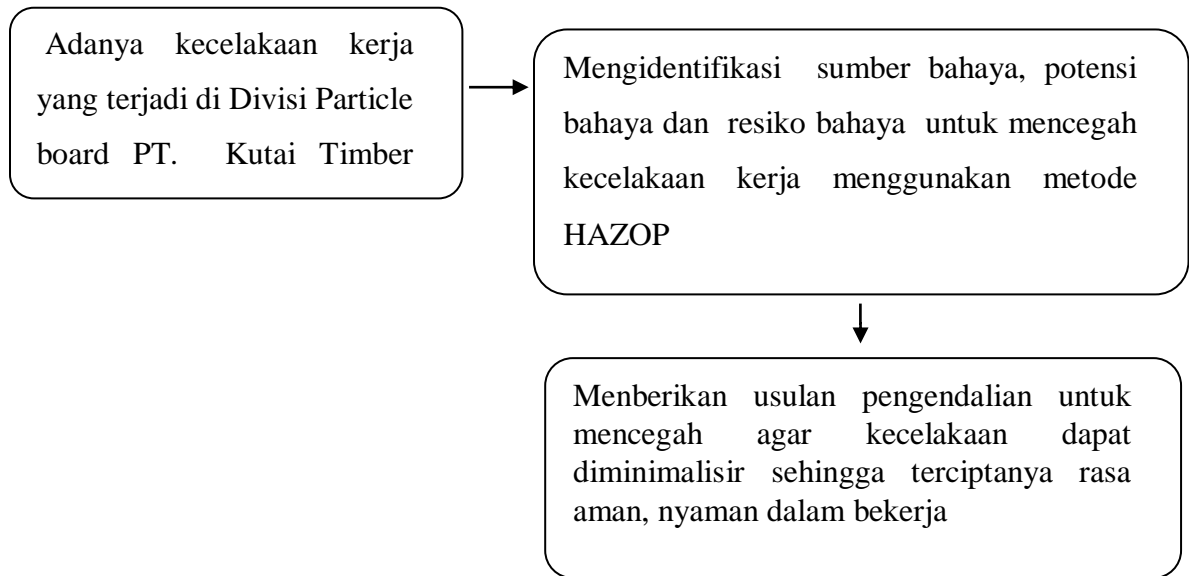 Adanya kecelakaan kerja
yang terjadi di Divisi Particle
board PT. Kutai Timber
Mengidentifikasi sumber bahaya, potensi
bahaya dan resiko bahaya untuk mencegah
kecelakaan kerja menggunakan metode
HAZOP
Menberikan usulan pengendalian untuk
mencegah agar kecelakaan dapat
diminimalisir sehingga terciptanya rasa
aman, nyaman dalam bekerja